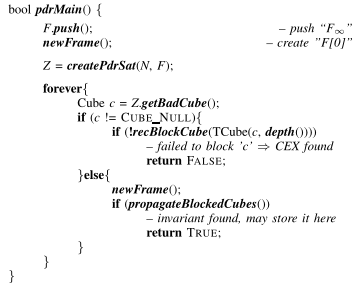 bool pdrMain() {
F.push(); – push “F∞”
newFrame(); – create “F[0]”
Z = createPdrSat(N, F);
forever{
Cube c = Z.getBadCube();
if (c != CUBE_NULL){
if (!recBlockCube(TCube(c, depth())))
– failed to block 'c' ⇒ CEX found
return FALSE;
}else{
newFrame();
if (propagateBlockedCubes())
– invariant found, may store it here
return TRUE;
}
}
}